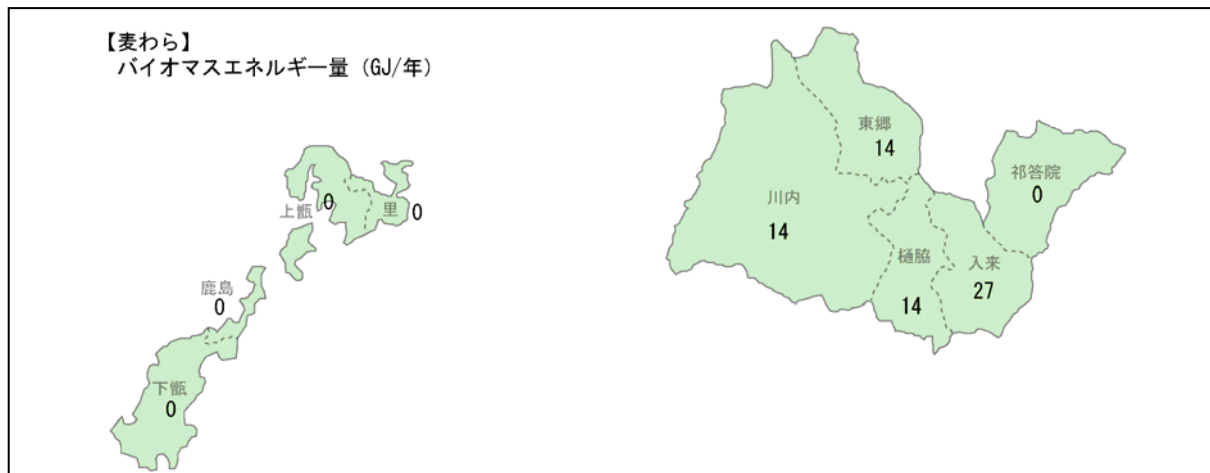 【麦わら】
バイオマスエネルギー量（GJ/年）
東郷
14
祁答院
0
川内
14
樋脇
14
入来
27
上甑
0
里
0
鹿島
0
下甑
0